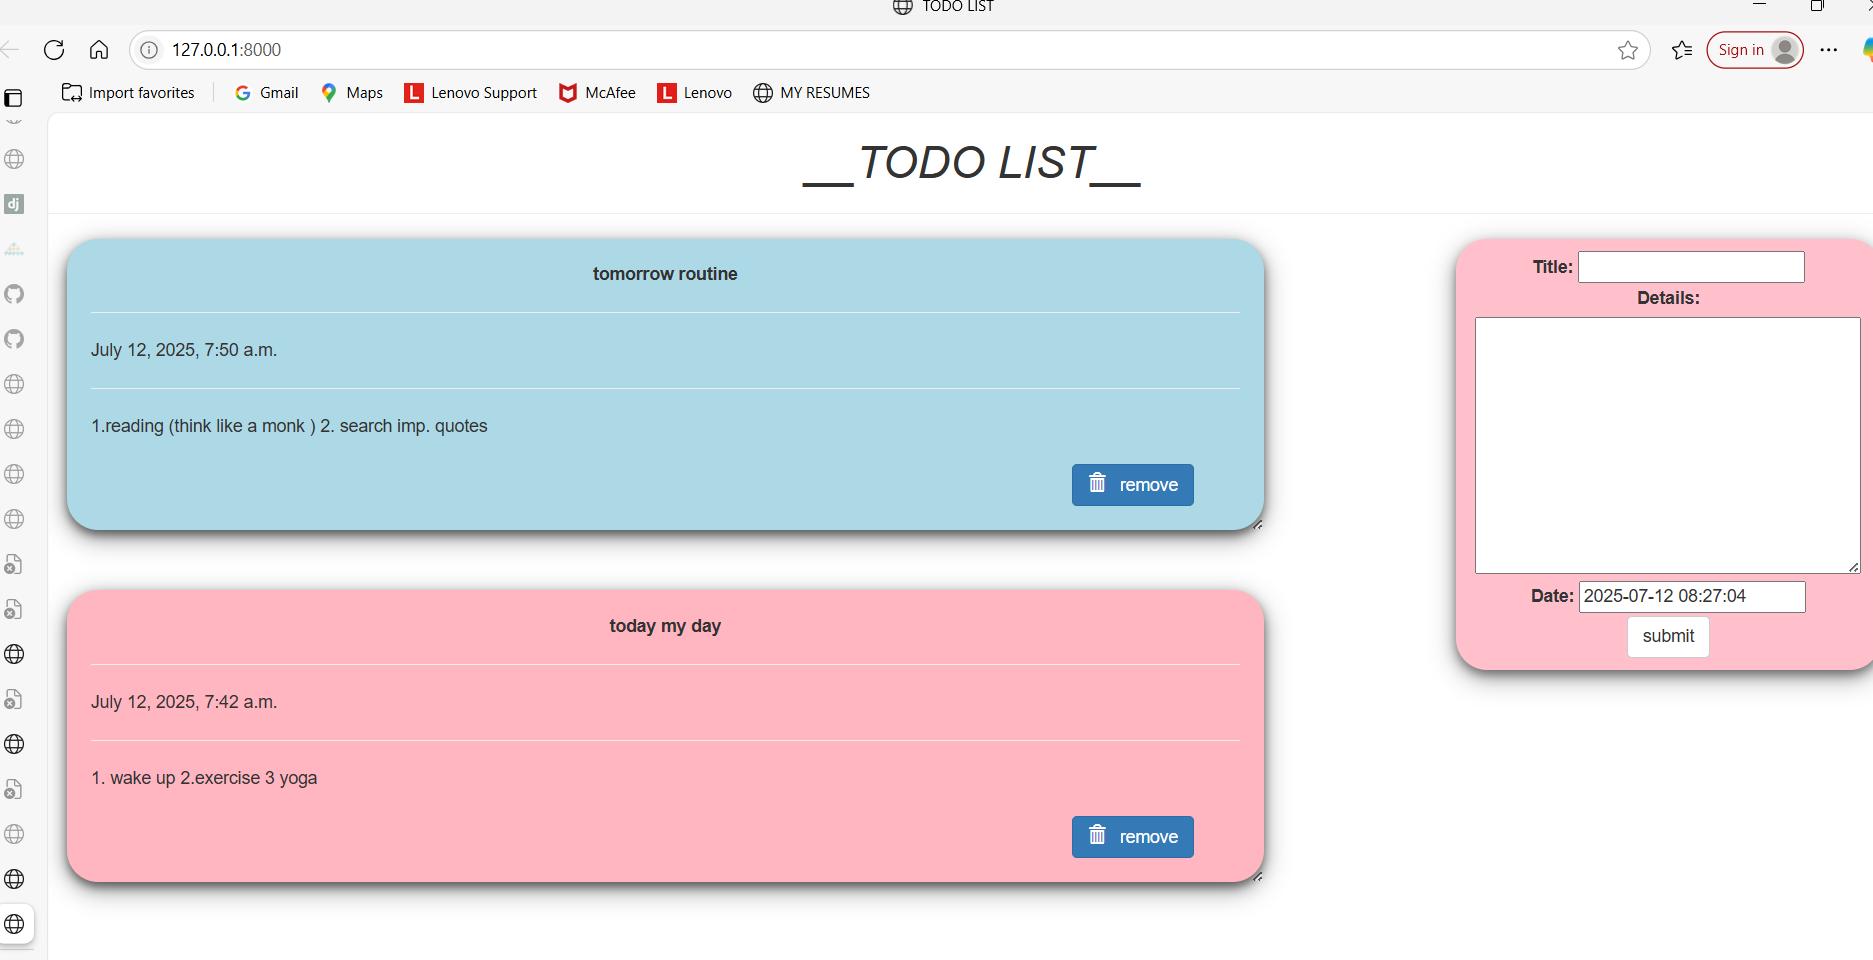 TODO LIST
127.0.0.1:8000
Sign in
Import favorites
Gmail
Maps
Lenovo Support
McAfee
Lenovo
MY RESUMES
dj
__TODO LIST__
tomorrow routine
July 12, 2025, 7:50 a.m.
1.reading (think like a monk ) 2. search imp. quotes
remove
today my day
July 12, 2025, 7:42 a.m.
1. wake up 2.exercise 3 yoga
remove
Title:
Details:
Date: 2025-07-12 08:27:04
submit